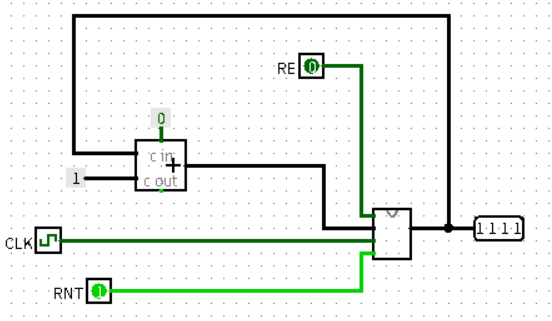 RE 0
0
c in
+
1
c out
1111
CLK
RNT 1